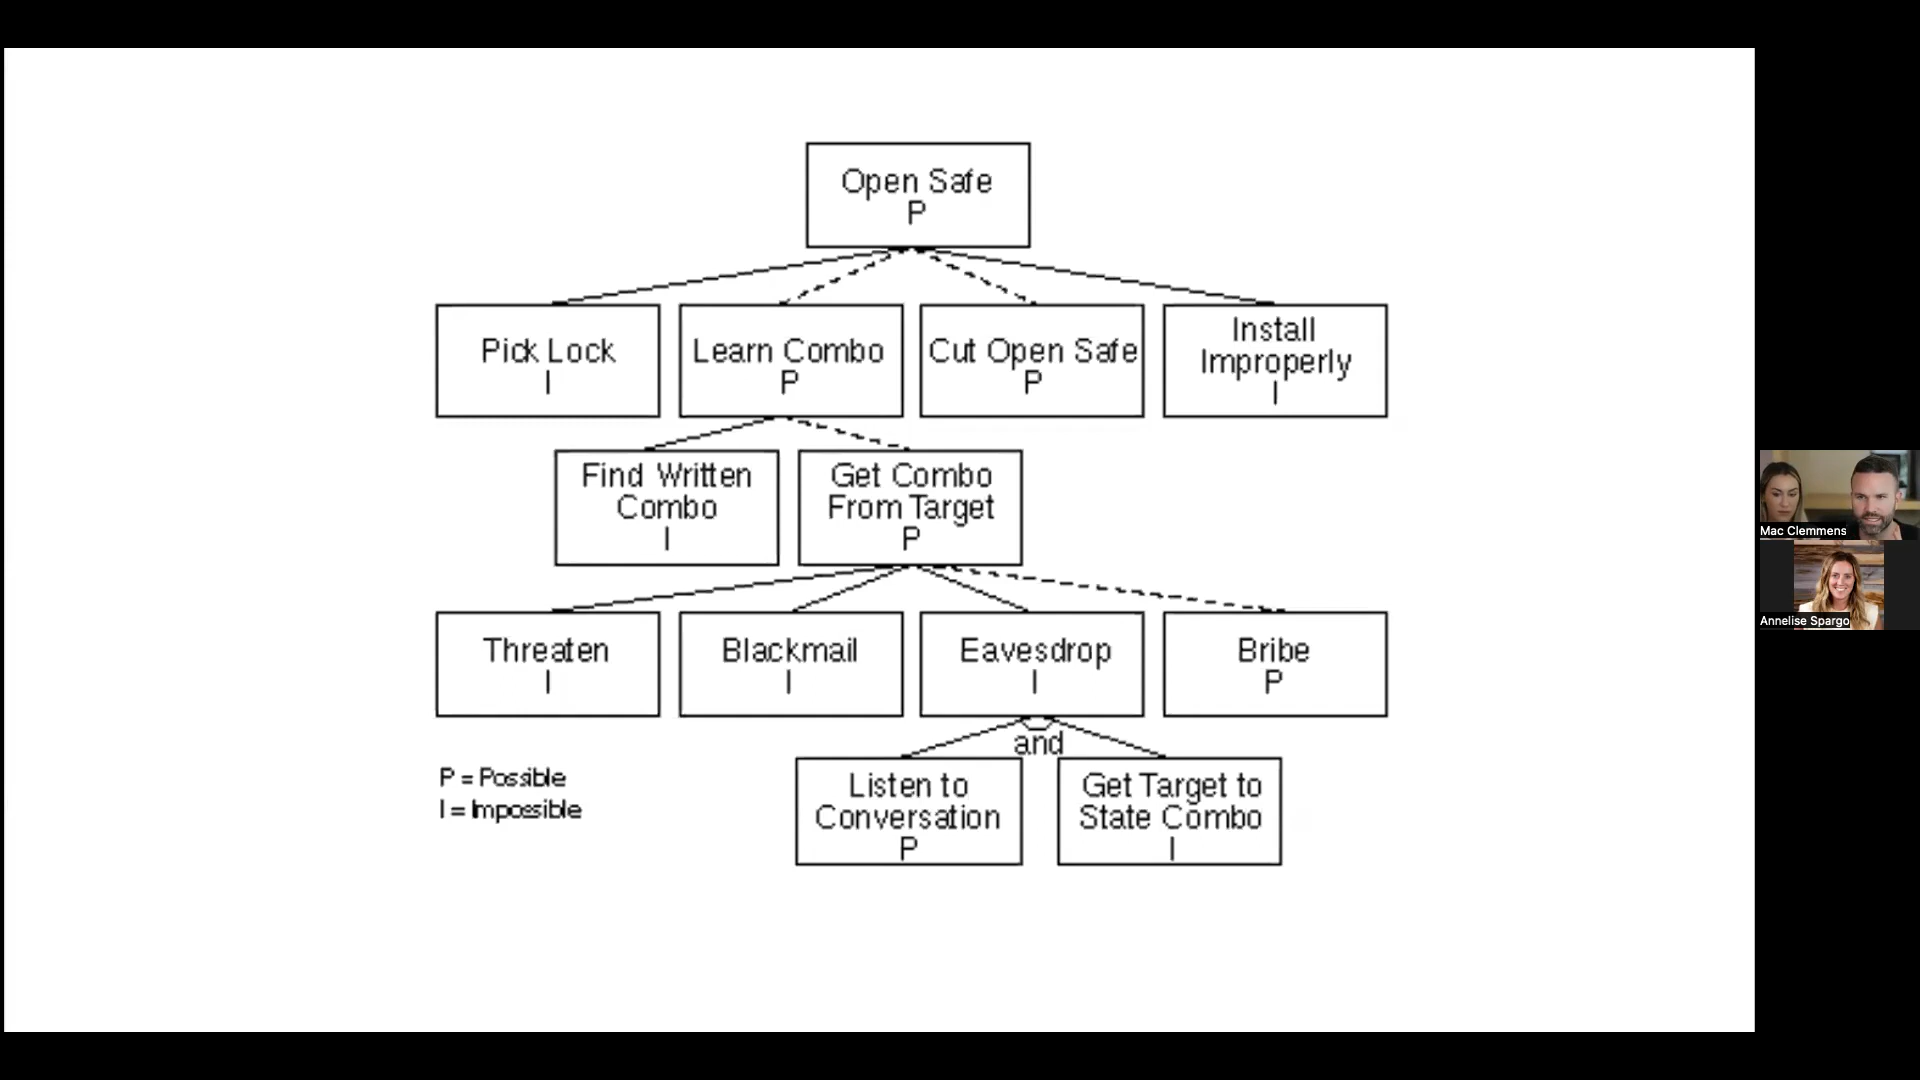 Open Safe
P
Pick Lock
I
Learn Combo
P
Cut Open Safe
P
Install
Improperly
I
Find Written
Combo
I
Get Combo
From Target
P
Threaten
I
Blackmail
I
Eavesdrop
I
Bribe
P
and
Listen to
Conversation
P
Get Target to
State Combo
I
P = Possible
I = Impossible
Mac Clemmens
Annelise Spargo